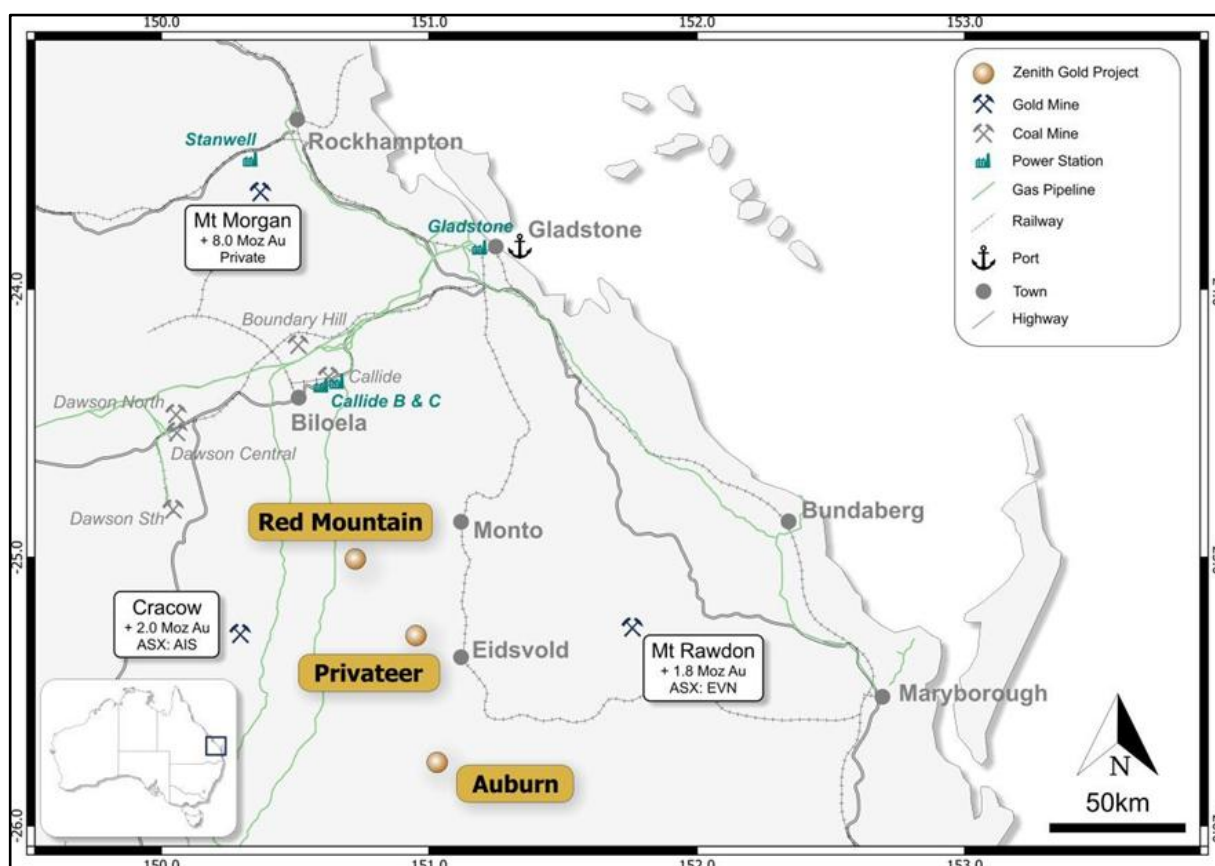 150.0
151.0
152.0
153.0
Zenith Gold Project
Gold Mine
Coal Mine
Power Station
Gas Pipeline
Railway
Port
Town
Highway
Stanwell
Rockhampton
Mt Morgan
+ 8.0 Moz Au
Private
Gladstone
Gladstone
-24.0
Boundary Hill
Callide
Callide B & C
Biloela
Dawson North
Dawson Central
Dawson Sth
Red Mountain
Monto
Bundaberg
-25.0
Cracow
+ 2.0 Moz Au
ASX: AIS
Privateer
Eidsvold
Mt Rawdon
+ 1.8 Moz Au
ASX: EVN
Maryborough
Auburn
N
50km
-26.0
150.0
151.0
152.0
153.0